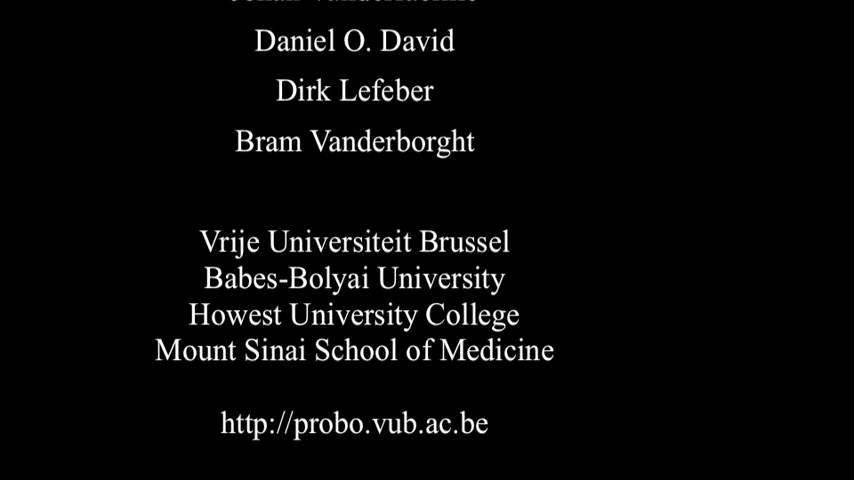 Daniel O. David
Dirk Lefeber
Bram Vanderborght
Vrije Universiteit Brussel
Babes-Bolyai University
Howest University College
Mount Sinai School of Medicine
http://probo.vub.ac.be